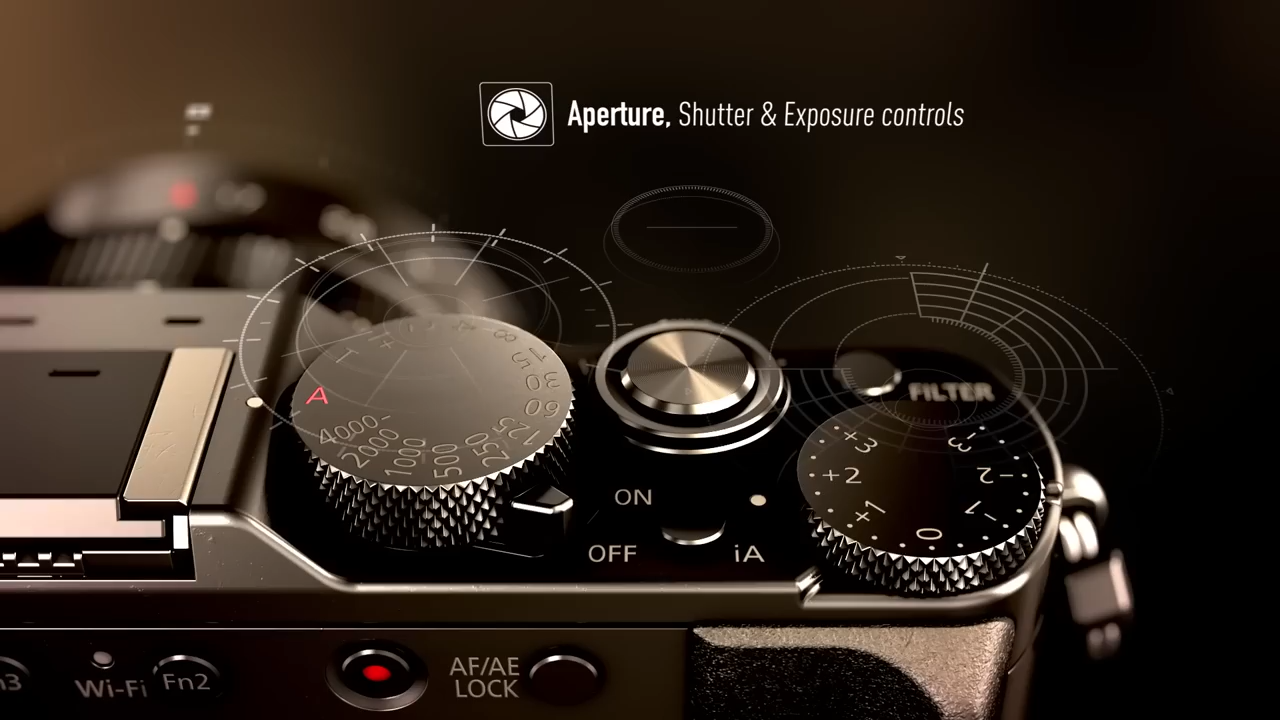 Aperture, Shutter & Exposure controls
FILTER
T
8
15
30
60
A
4000-
2000
1000
500
250
125
+3
-3
+2
2-
+1
-1
0
ON
OFF
iA
Wi-Fi
Fn2
AF/AE
LOCK